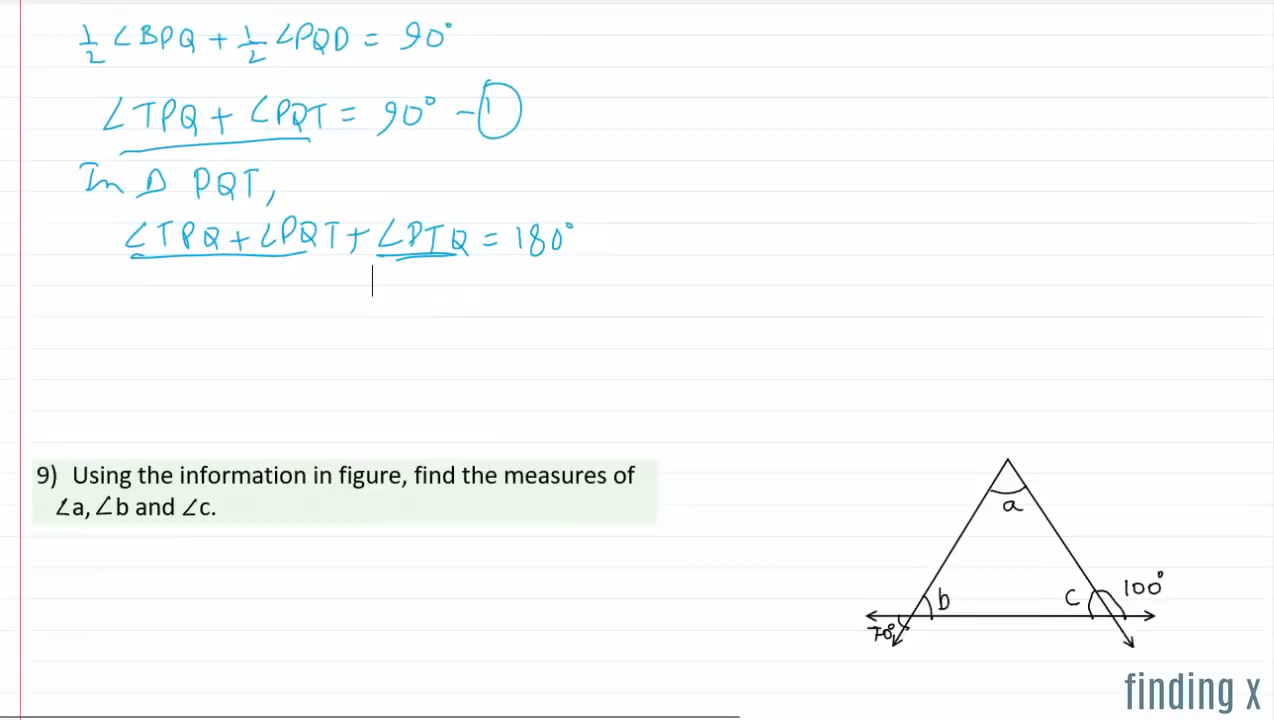 ½ ∠BPQ + ½ ∠PQD = 90°
∠TPQ + ∠PQT = 90° - ①
In Δ PQT,
∠TPQ + ∠PQT + ∠PTQ = 180°
9) Using the information in figure, find the measures of
∠a, ∠b and ∠c.
a
b
c
100°
70°
finding x